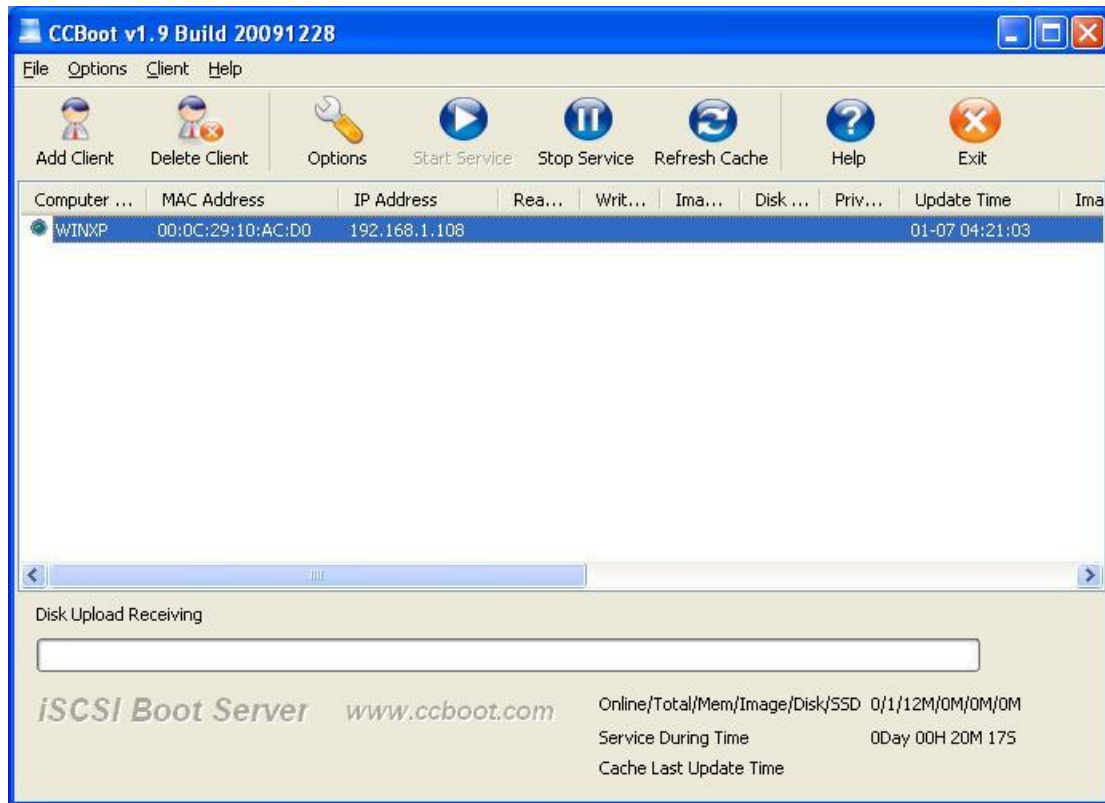 CCBoot v1.9 Build 20091228
File Options Client Help
Add Client Delete Client Options Start Service Stop Service Refresh Cache Help Exit
Computer ... MAC Address IP Address Rea... Writ... Ima... Disk ... Priv... Update Time Ima
WINXP 00:0C:29:10:AC:D0 192.168.1.108 01-07 04:21:03
Disk Upload Receiving
iSCSI Boot Server www.ccboot.com
Online/Total/Mem/Image/Disk/SSD 0/1/12M/0M/0M/0M
Service During Time 0Day 00H 20M 17S
Cache Last Update Time